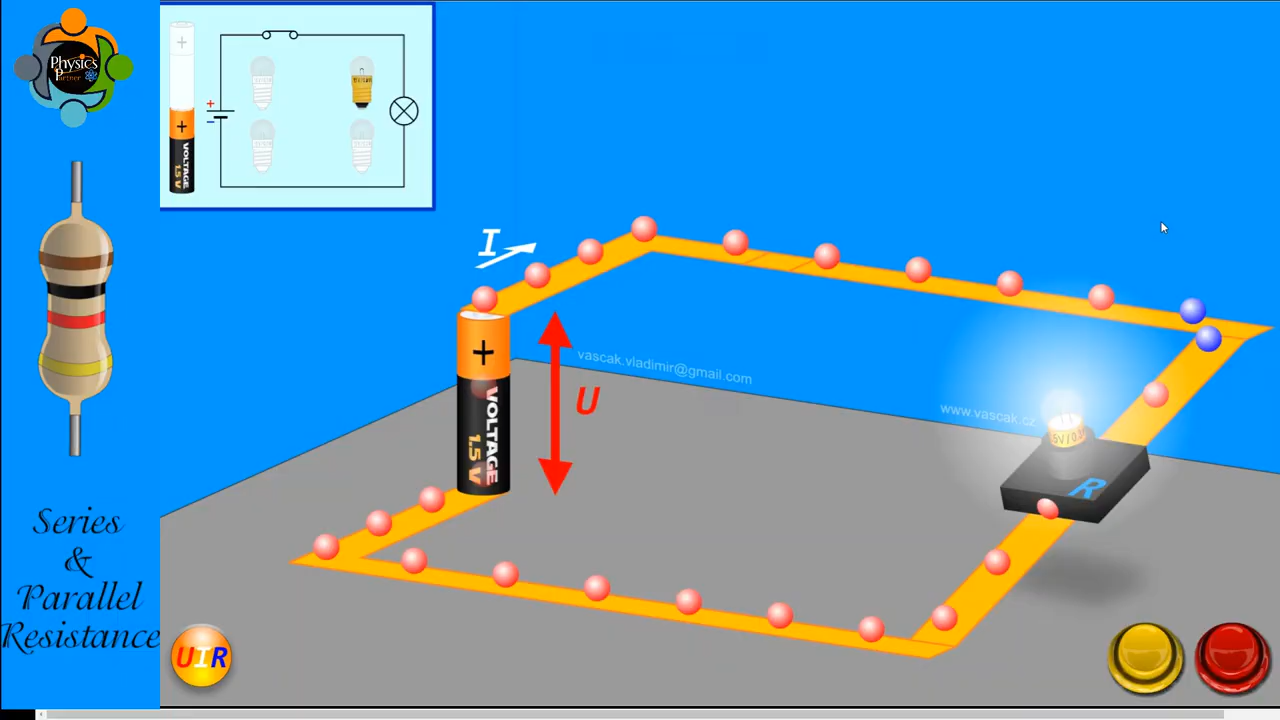 Physics
Partner
+
+
VOLTAGE
1.5 V
+
−
I
+
VOLTAGE
1.5 V
U
vascak.vladimir@gmail.com
www.vascak.cz
R
Series
&
Parallel
Resistance
UIR